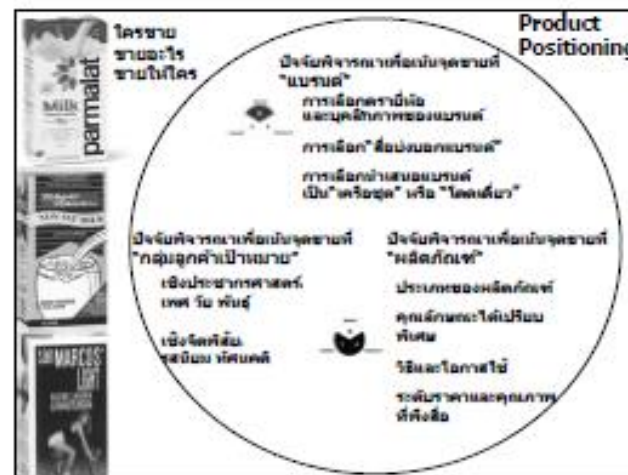 Product
Positioning
ใครขาย
ขายอะไร
ขายให้ใคร
ปัจจัยพิจารณาเพื่อเน้นจุดขายที่
"แบรนด์"
การเลือกตรายี่ห้อ
และบุคลิกภาพของแบรนด์
การเลือก "สื่อบ่งบอกแบรนด์"
การเลือกนำเสนอแบรนด์
เป็น "เครือชุด" หรือ "โดดเดี่ยว"
ปัจจัยพิจารณาเพื่อเน้นจุดขายที่
"กลุ่มลูกค้าเป้าหมาย"
เชิงประชากรศาสตร์
เพศ วัย พันธุ์
เชิงจิตพิสัย
รสนิยม ทัศนคติ
ปัจจัยพิจารณาเพื่อเน้นจุดขายที่
"ผลิตภัณฑ์"
ประเภทของผลิตภัณฑ์
คุณลักษณะได้เปรียบ
พิเศษ
วิธีและโอกาสใช้
ระดับราคาและคุณภาพ
ที่พึงสื่อ
Milk
parmalat
MARCUS
LIGHT